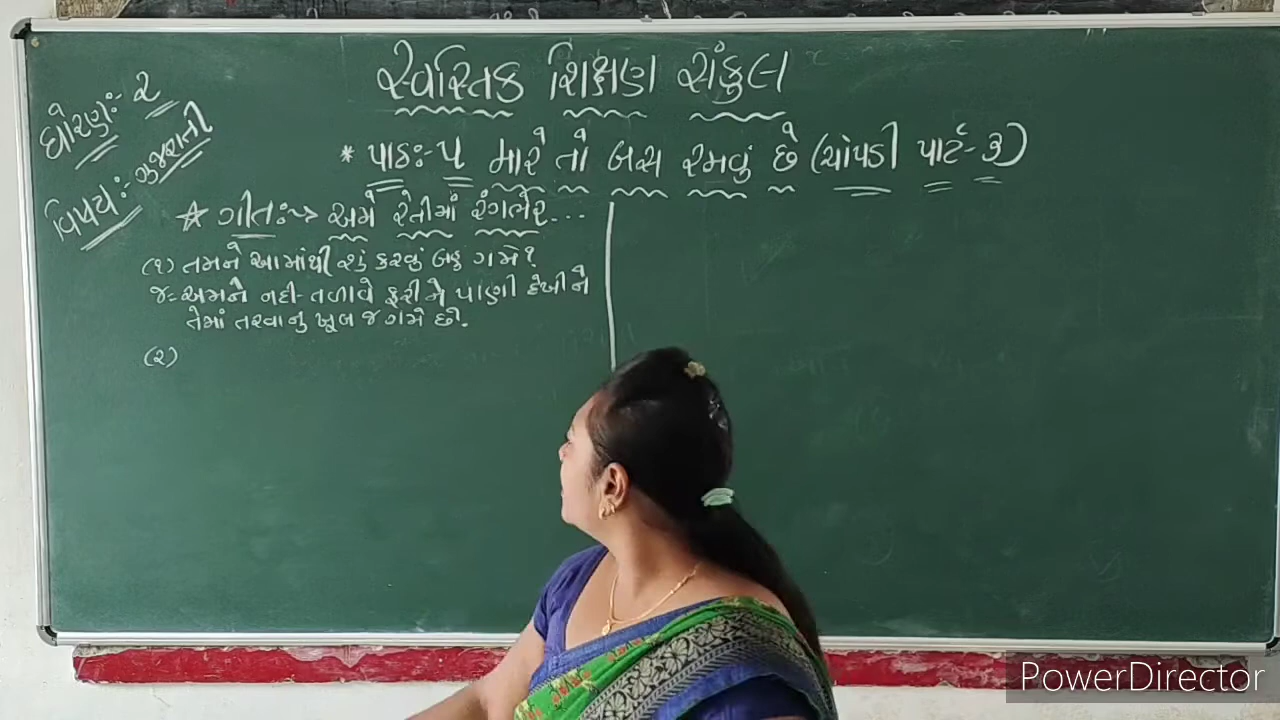 સ્વસ્તિક શિક્ષણ સંકુલ
ધોરણઃ- ૨
વિષયઃ- ગુજરાતી
* પાઠઃ- ૫ મારે તો બસ રમવું છે (ચોપડી પાર્ટ- ૩)
☆ ગીતઃ→ અમે રેતીમાં રંગભેર...
(૧) તમને આમાંથી શું કરવું બહુ ગમે?
જ= અમને નદી-તળાવે ફરીને પાણી દેખીને
તેમાં તરવાનું ખૂબ જ ગમે છે.
(૨)
PowerDirector